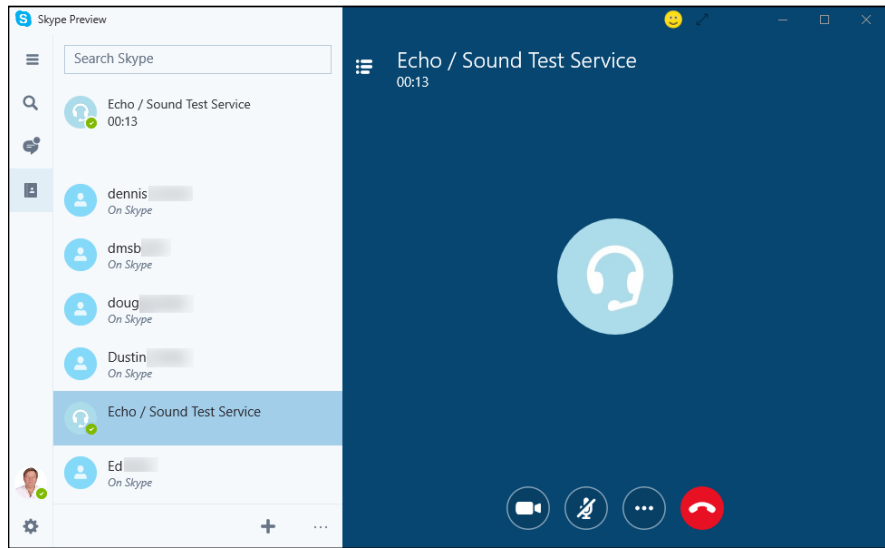 Skype Preview
Search Skype
Echo / Sound Test Service
00:13
dennis
On Skype
dmsb
On Skype
doug
On Skype
Dustin
On Skype
Echo / Sound Test Service
Ed
On Skype
Echo / Sound Test Service
00:13